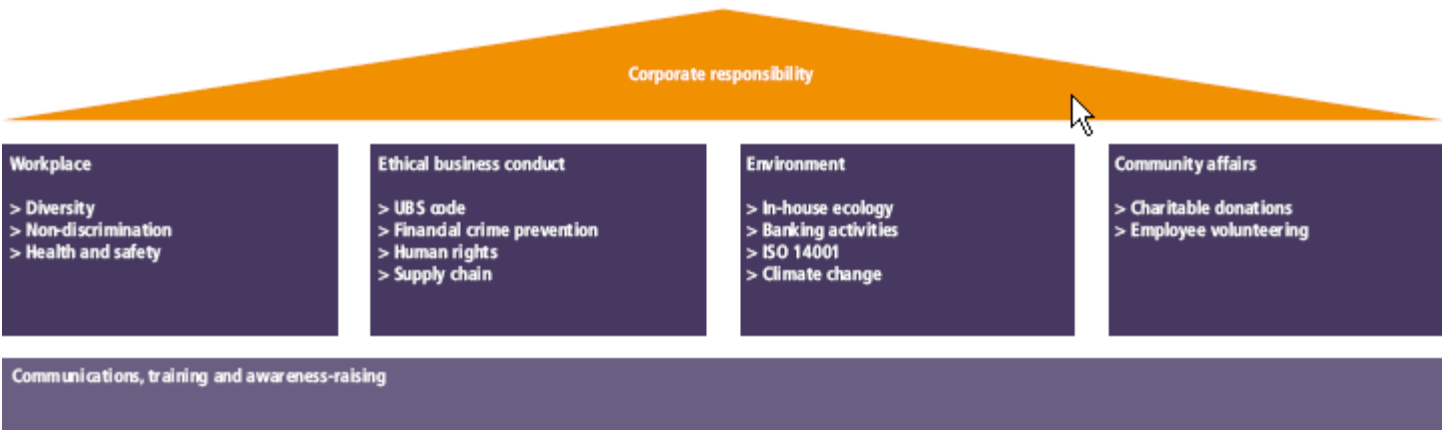 Corporate responsibility
Workplace
> Diversity
> Non-discrimination
> Health and safety
Ethical business conduct
> UBS code
> Financial crime prevention
> Human rights
> Supply chain
Environment
> In-house ecology
> Banking activities
> ISO 14001
> Climate change
Community affairs
> Charitable donations
> Employee volunteering
Communications, training and awareness-raising